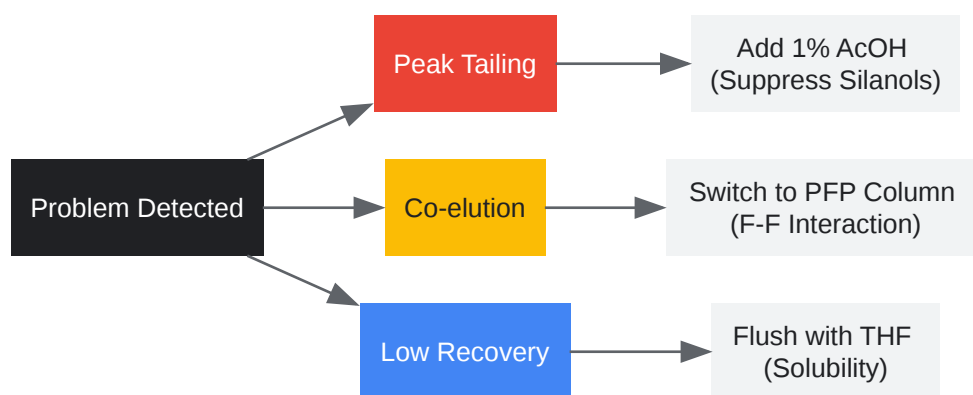 Problem Detected
Peak Tailing
Add 1% AcOH
(Suppress Silanols)
Co-elution
Switch to PFP Column
(F-F Interaction)
Low Recovery
Flush with THF
(Solubility)